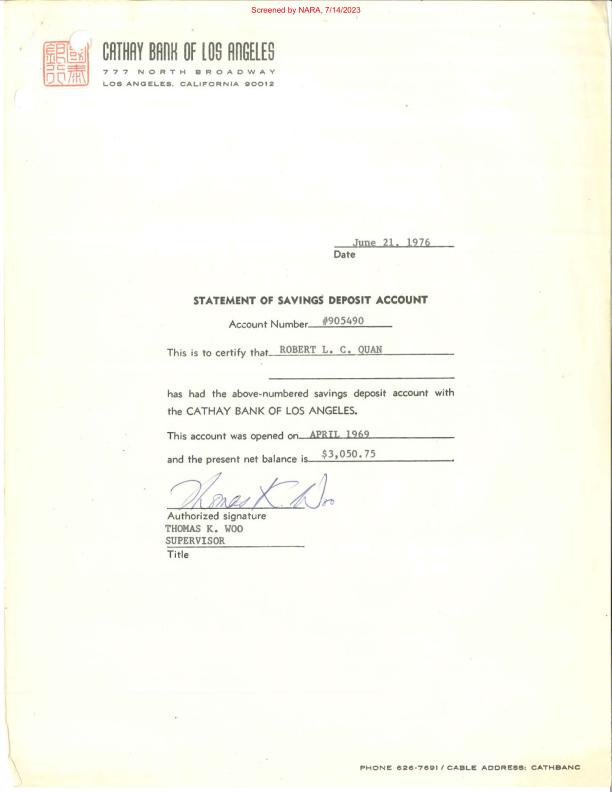 Screened by NARA, 7/14/2023
國泰
銀行
CATHAY BANK OF LOS ANGELES
777 NORTH BROADWAY
LOS ANGELES, CALIFORNIA 90012
June 21. 1976
Date
STATEMENT OF SAVINGS DEPOSIT ACCOUNT
Account Number #905490
This is to certify that ROBERT L. C. QUAN
has had the above-numbered savings deposit account with
the CATHAY BANK OF LOS ANGELES.
This account was opened on APRIL 1969
and the present net balance is $3,050.75.
Thomas K. Woo
Authorized signature
THOMAS K. WOO
SUPERVISOR
Title
PHONE 626-7691/CABLE ADDRESS: CATHBANC